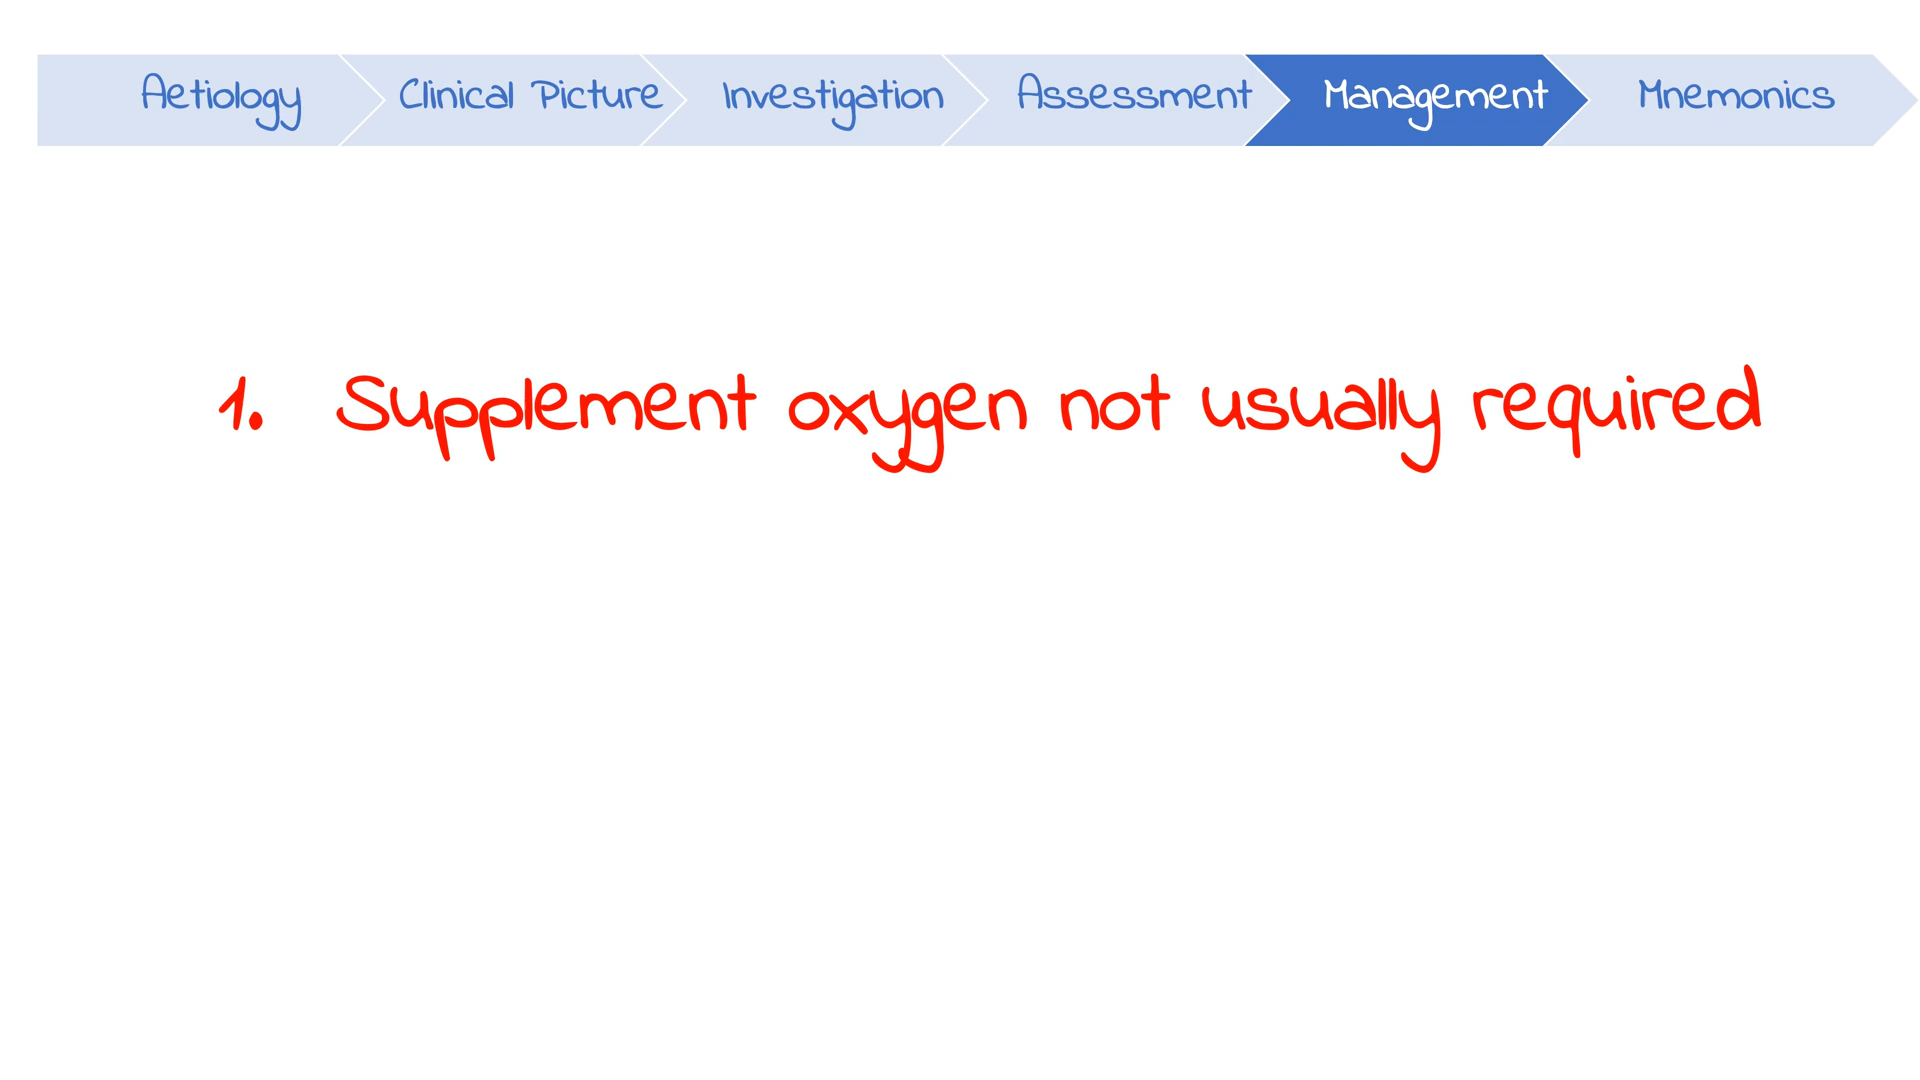 Aetiology Clinical Picture Investigation Assessment Management Mnemonics
1. Supplement oxygen not usually required